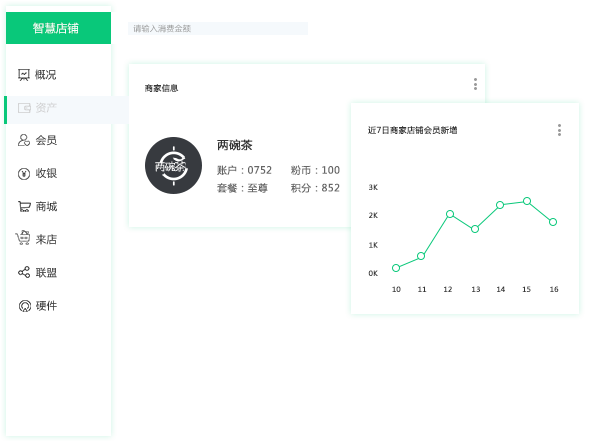 智慧店铺
请输入消费金额
概况
资产
会员
收银
商城
来店
联盟
硬件
商家信息
两碗茶
两碗茶
账户：0752 粉币：100
套餐：至尊 积分：852
近7日商家店铺会员新增
3K
2K
1K
0K
10 11 12 13 14 15 16